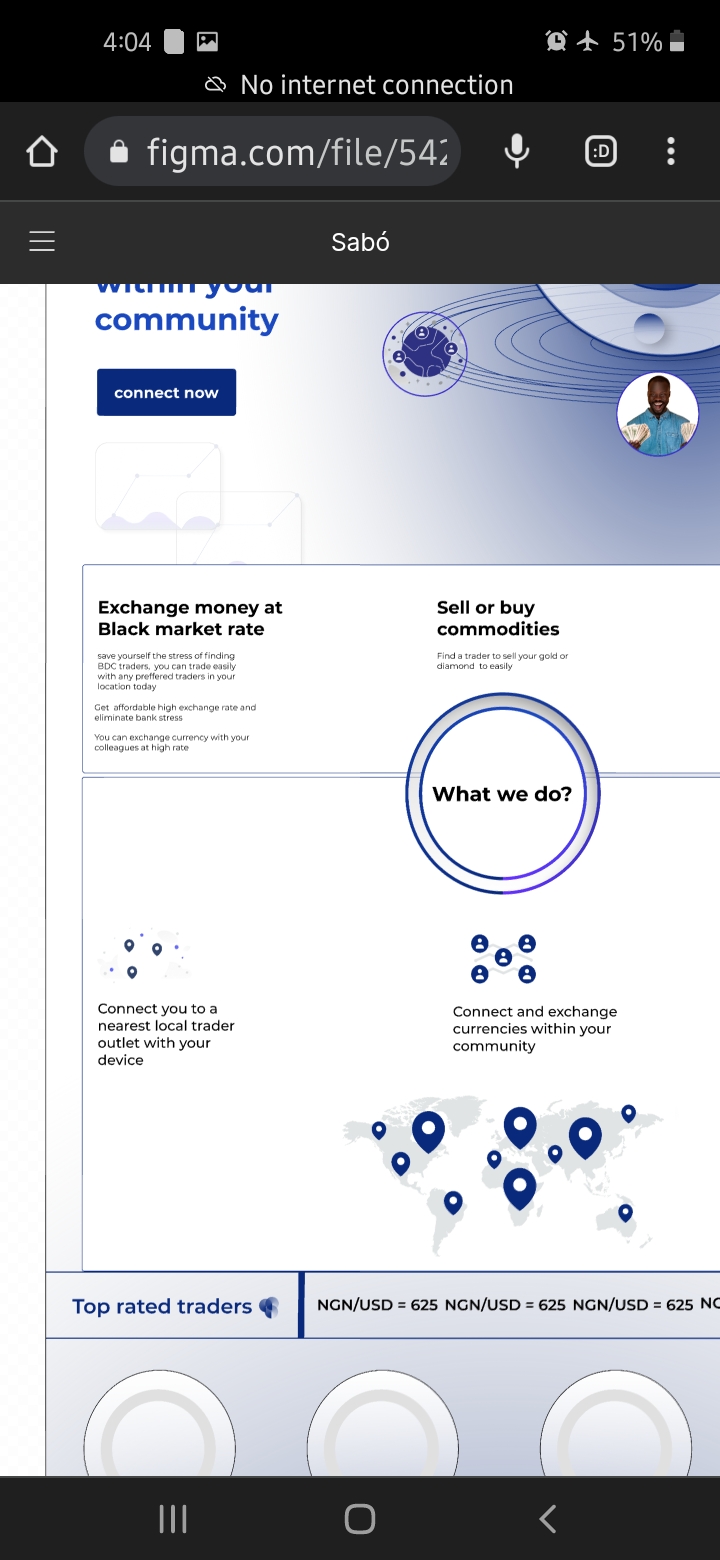 4:04
51%
No internet connection
figma.com/file/542
:D
Sabó
within your
community
connect now
Exchange money at
Black market rate
save yourself the stress of finding
BDC traders, you can trade easily
with any preffered traders in your
location today
Get affordable high exchange rate and
eliminate bank stress
You can exchange currency with your
colleagues at high rate
Sell or buy
commodities
Find a trader to sell your gold or
diamond to easily
What we do?
Connect you to a
nearest local trader
outlet with your
device
Connect and exchange
currencies within your
community
Top rated traders
NGN/USD = 625 NGN/USD = 625 NGN/USD = 625 NG